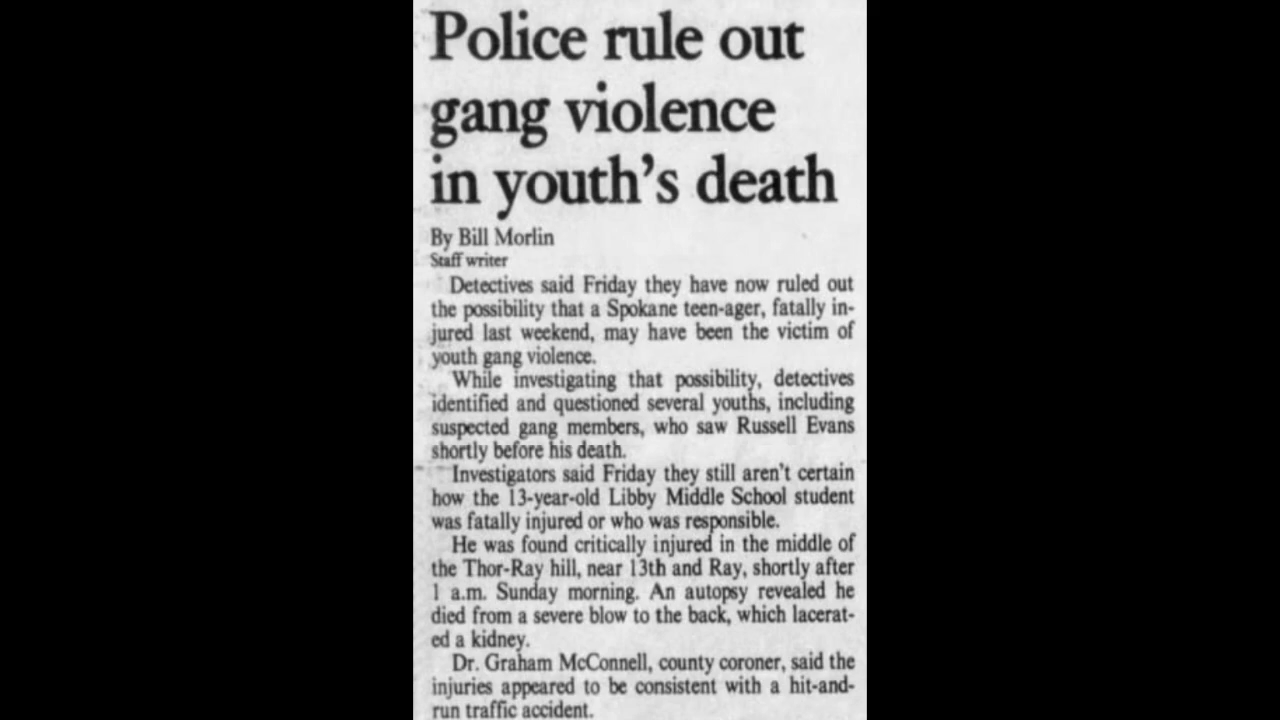 Police rule out
gang violence
in youth's death
By Bill Morlin
Staff writer
Detectives said Friday they have now ruled out
the possibility that a Spokane teen-ager, fatally in-
jured last weekend, may have been the victim of
youth gang violence.
While investigating that possibility, detectives
identified and questioned several youths, including
suspected gang members, who saw Russell Evans
shortly before his death.
Investigators said Friday they still aren't certain
how the 13-year-old Libby Middle School student
was fatally injured or who was responsible.
He was found critically injured in the middle of
the Thor-Ray hill, near 13th and Ray, shortly after
1 a.m. Sunday morning. An autopsy revealed he
died from a severe blow to the back, which lacerat-
ed a kidney.
Dr. Graham McConnell, county coroner, said the
injuries appeared to be consistent with a hit-and-
run traffic accident.